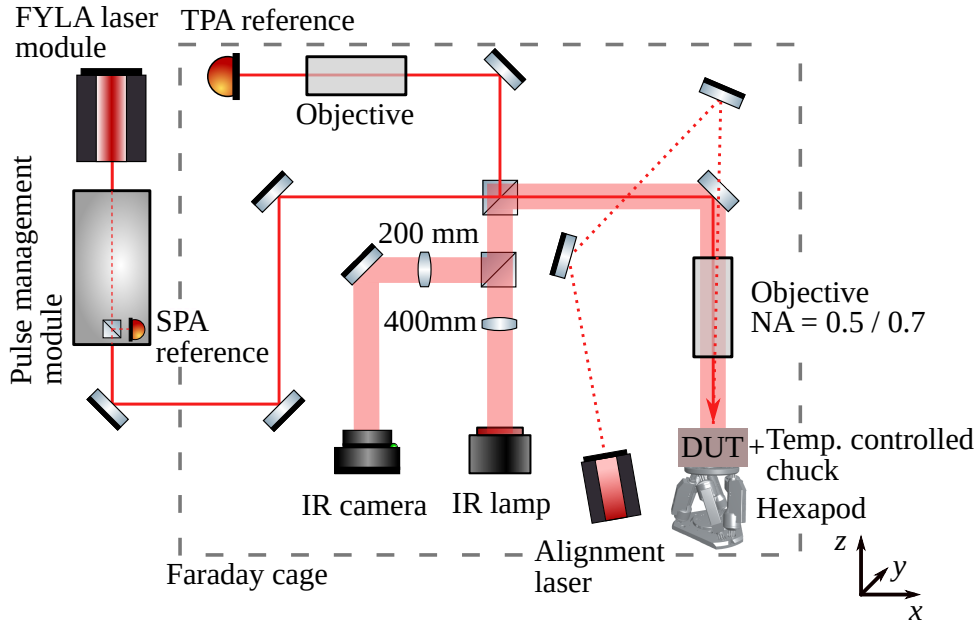 FYLA laser
module
TPA reference
Objective
Pulse management
module
SPA
reference
200 mm
400mm
Objective
NA = 0.5 / 0.7
DUT
+Temp. controlled
chuck
Hexapod
IR camera
IR lamp
Alignment
laser
Faraday cage
z
y
x